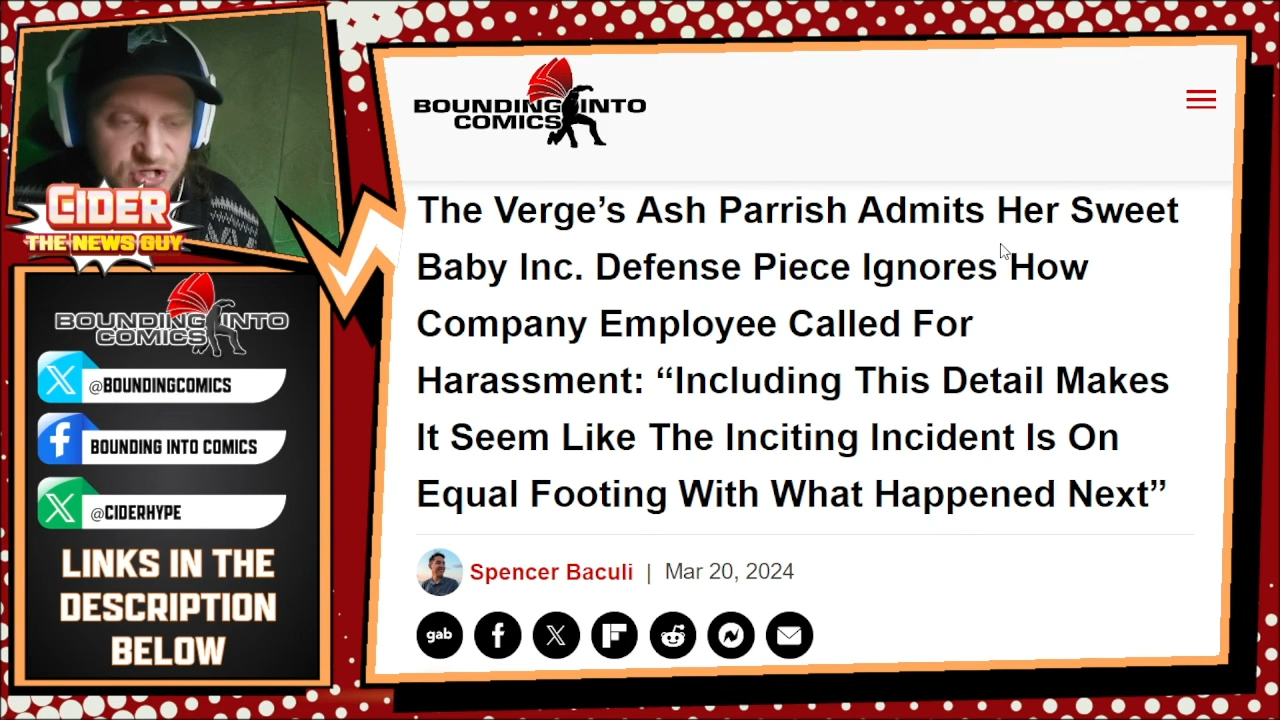 CIDER
THE NEWS GUY
BOUNDING INTO
COMICS
@BOUNDINGCOMICS
BOUNDING INTO COMICS
@CIDERHYPE
LINKS IN THE
DESCRIPTION
BELOW
BOUNDING INTO
COMICS
The Verge’s Ash Parrish Admits Her Sweet
Baby Inc. Defense Piece Ignores How
Company Employee Called For
Harassment: “Including This Detail Makes
It Seem Like The Inciting Incident Is On
Equal Footing With What Happened Next”
Spencer Baculi | Mar 20, 2024
gab